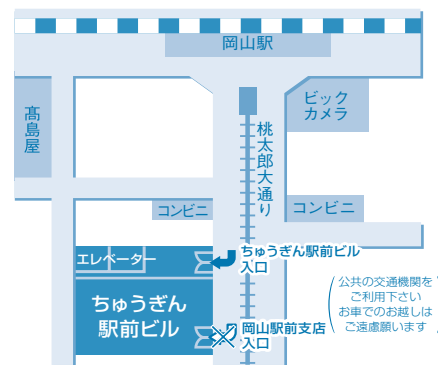 岡山駅
髙島屋
ビック
カメラ
桃太郎大通り
コンビニ
コンビニ
エレベーター
ちゅうぎん駅前ビル
入口
ちゅうぎん
駅前ビル
岡山駅前支店
入口
公共の交通機関を
ご利用下さい
お車でのお越しは
ご遠慮願います